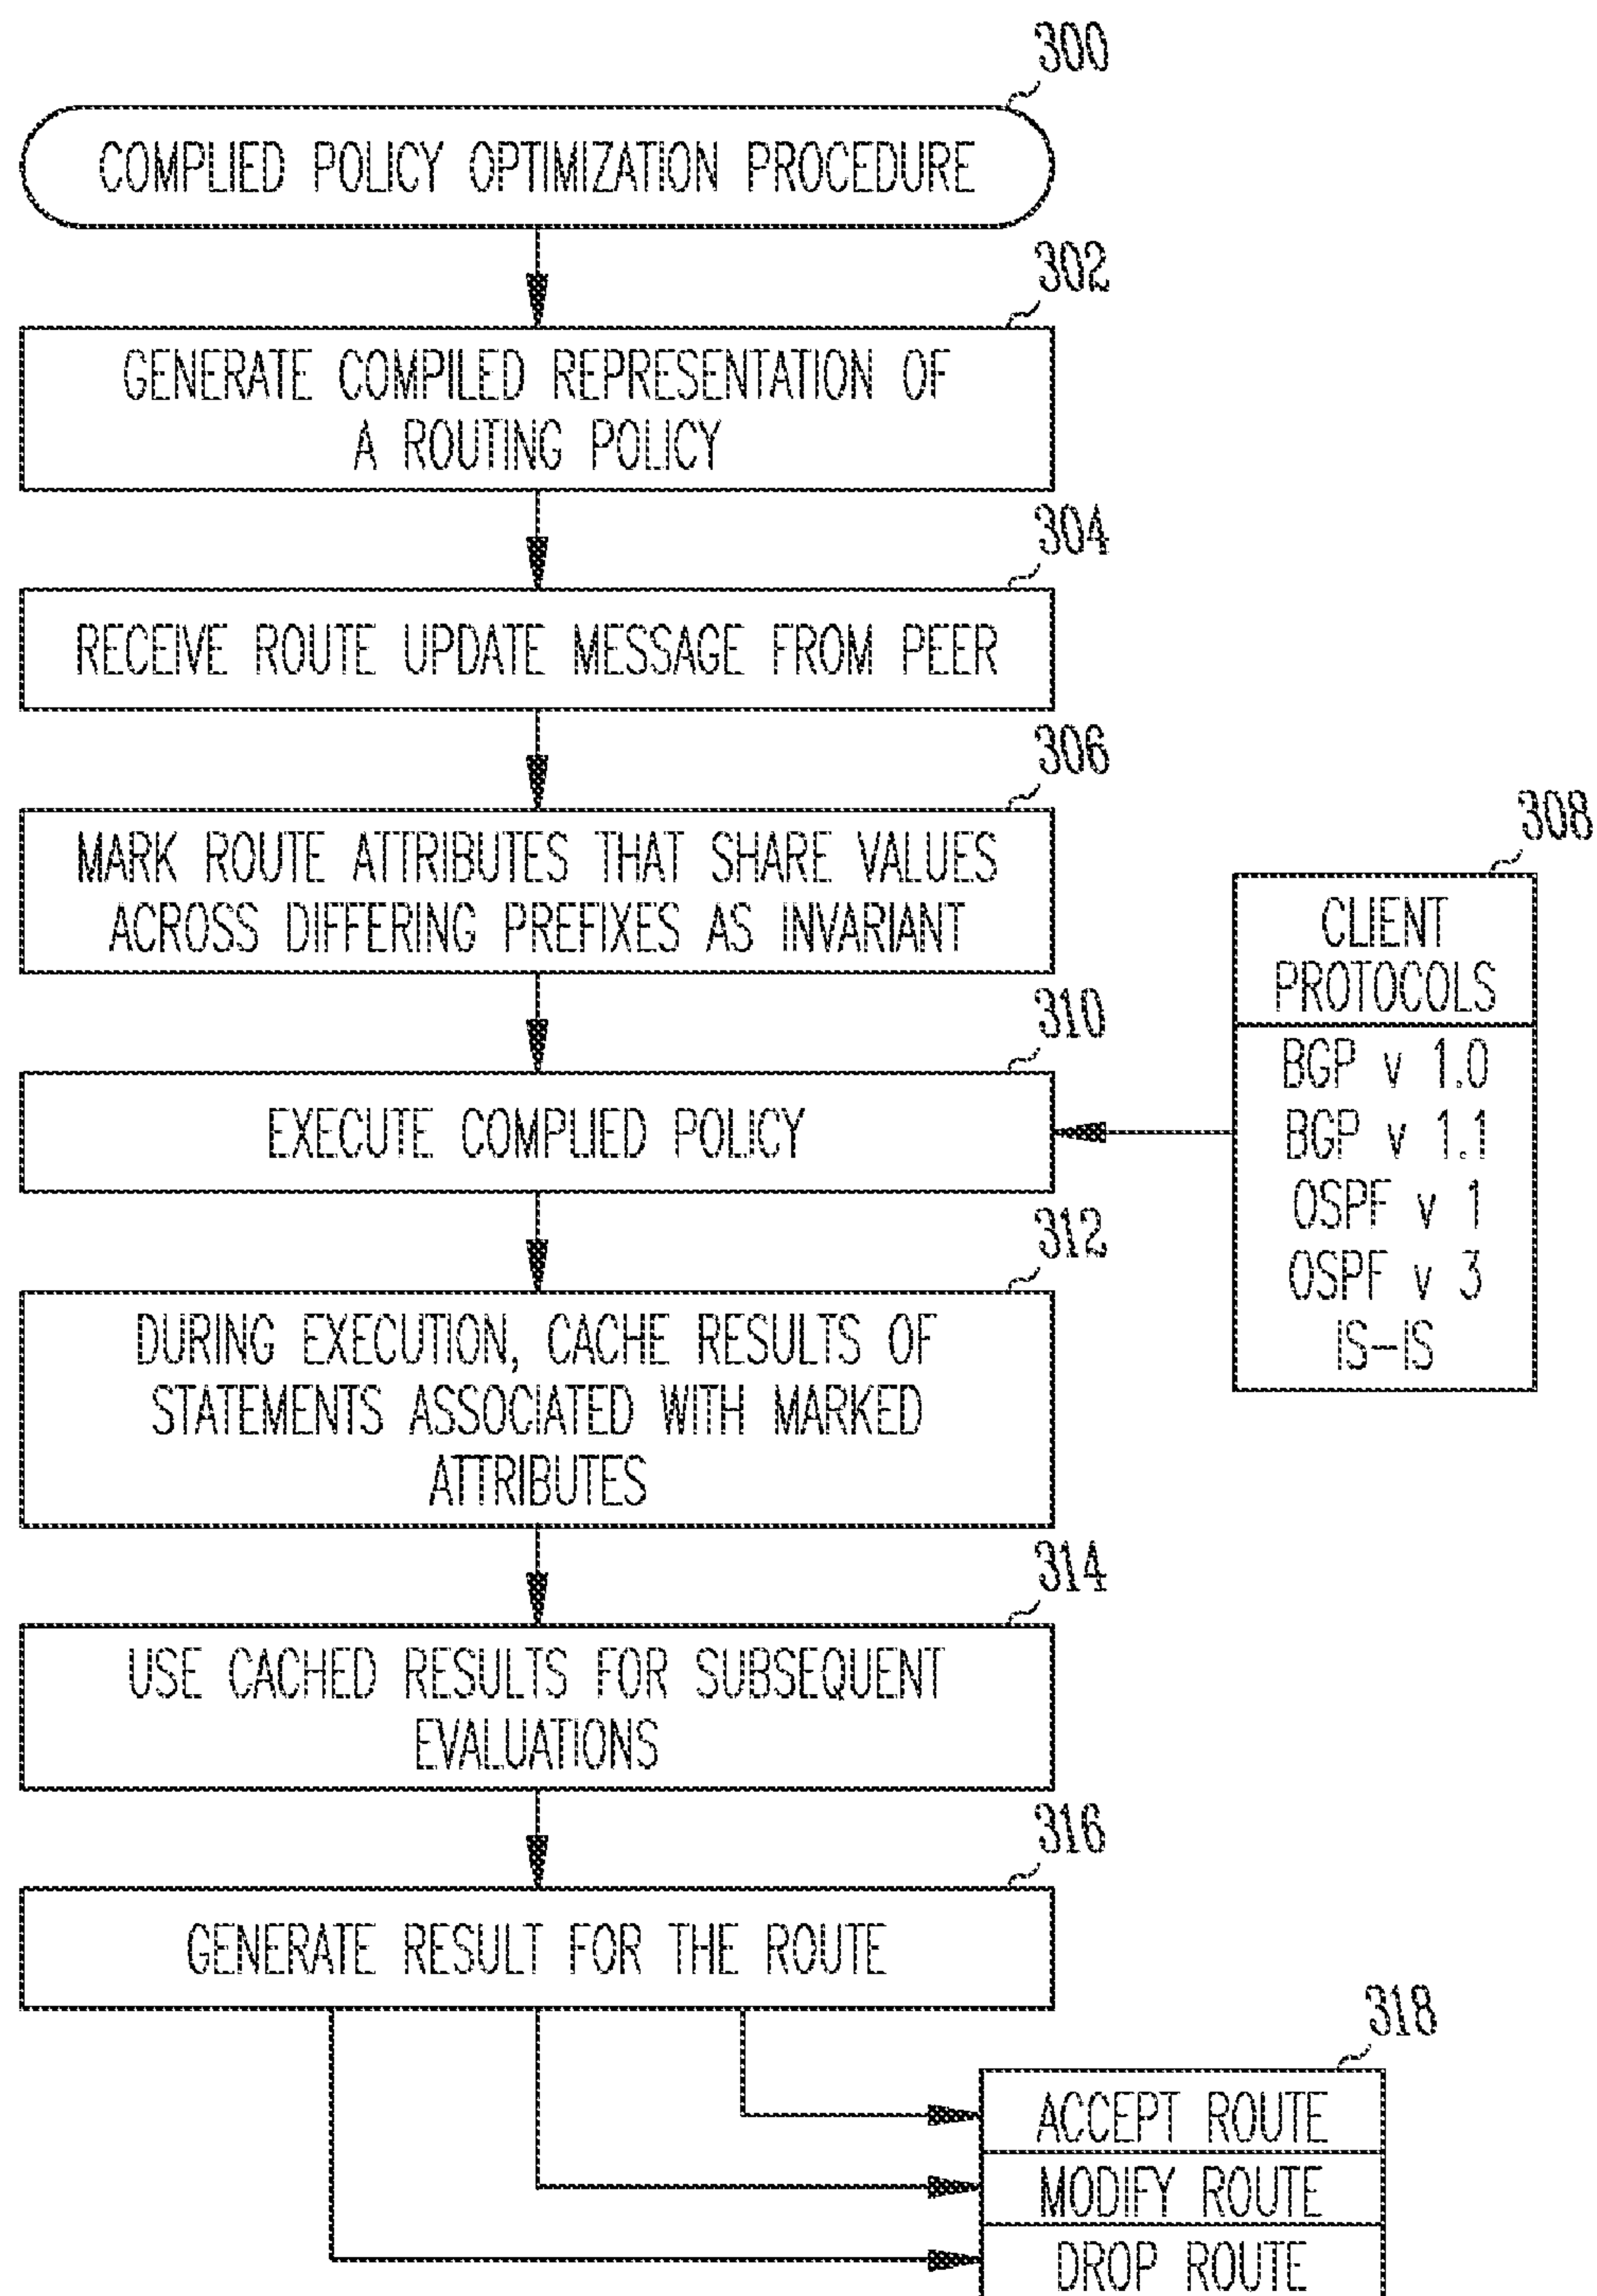 300
COMPLIED POLICY OPTIMIZATION PROCEDURE
302
GENERATE COMPILED REPRESENTATION OF
A ROUTING POLICY
304
RECEIVE ROUTE UPDATE MESSAGE FROM PEER
306
MARK ROUTE ATTRIBUTES THAT SHARE VALUES
ACROSS DIFFERING PREFIXES AS INVARIANT
308
CLIENT
PROTOCOLS
BGP v 1.0
BGP v 1.1
OSPF v 1
OSPF v 3
IS-IS
310
EXECUTE COMPLIED POLICY
312
DURING EXECUTION, CACHE RESULTS OF
STATEMENTS ASSOCIATED WITH MARKED
ATTRIBUTES
314
USE CACHED RESULTS FOR SUBSEQUENT
EVALUATIONS
316
GENERATE RESULT FOR THE ROUTE
318
ACCEPT ROUTE
MODIFY ROUTE
DROP ROUTE